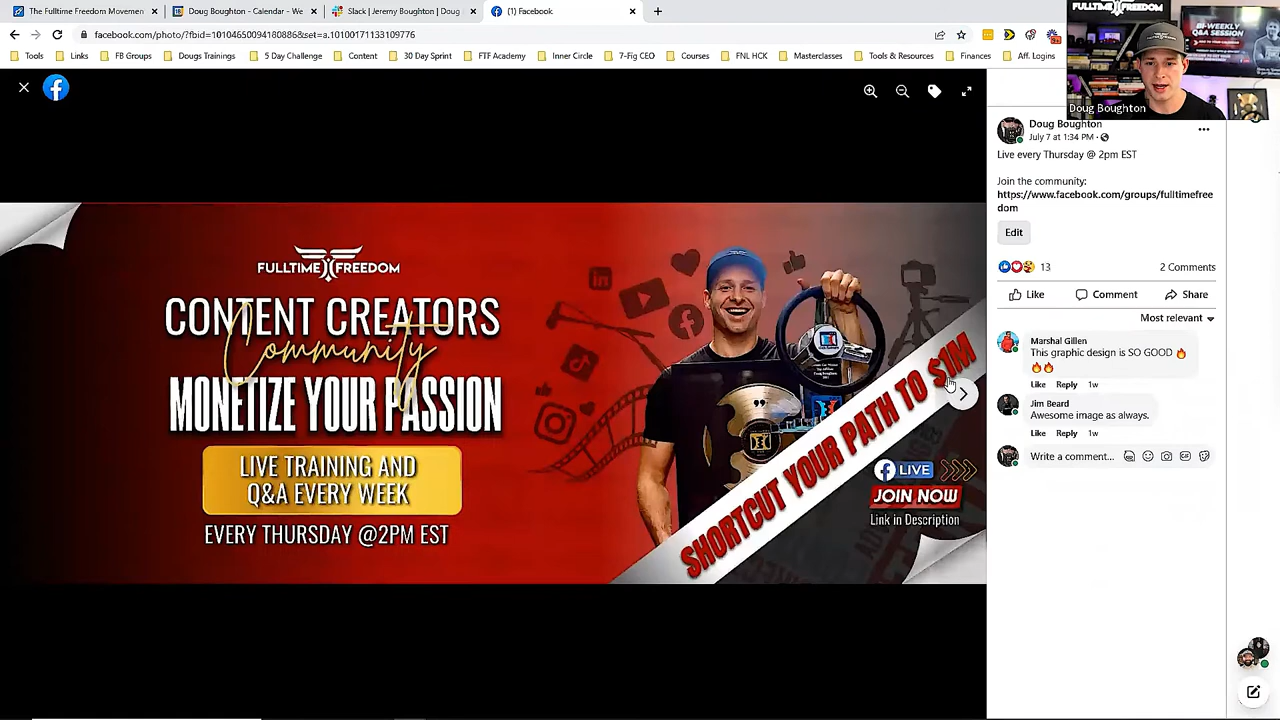 The Fulltime Freedom Movemen
Doug Boughton - Calendar - We
Slack | Jeremy Boughton | Doug
(1) Facebook
facebook.com/photo/?fbid=10104650094180886&set=a.10100171133109776
Tools
Links
FB Groups
Dougs Trainings
5 Day Challenge
Content
Day Sprint
FTF Academy
Inner Circle
7-Fig CEO
Courses
FNL HCK
Masterclasses
Tools & Resources
Finances
Aff. Logins
FULLTIME FREEDOM
BI-WEEKLY
Q&A SESSION
Doug Boughton
FULLTIME FREEDOM
CONTENT CREATORS
Community
MONETIZE YOUR PASSION
LIVE TRAINING AND
Q&A EVERY WEEK
EVERY THURSDAY @2PM EST
SHORTCUT YOUR PATH TO $1M
LIVE
JOIN NOW
Link in Description
Doug Boughton
July 7 at 1:34 PM
Live every Thursday @ 2pm EST
Join the community:
https://www.facebook.com/groups/fulltimefree
dom
Edit
13
2 Comments
Like
Comment
Share
Most relevant
Marshal Gillen
This graphic design is SO GOOD 🔥
🔥🔥
Like Reply 1w
Jim Beard
Awesome image as always.
Like Reply 1w
Write a comment...